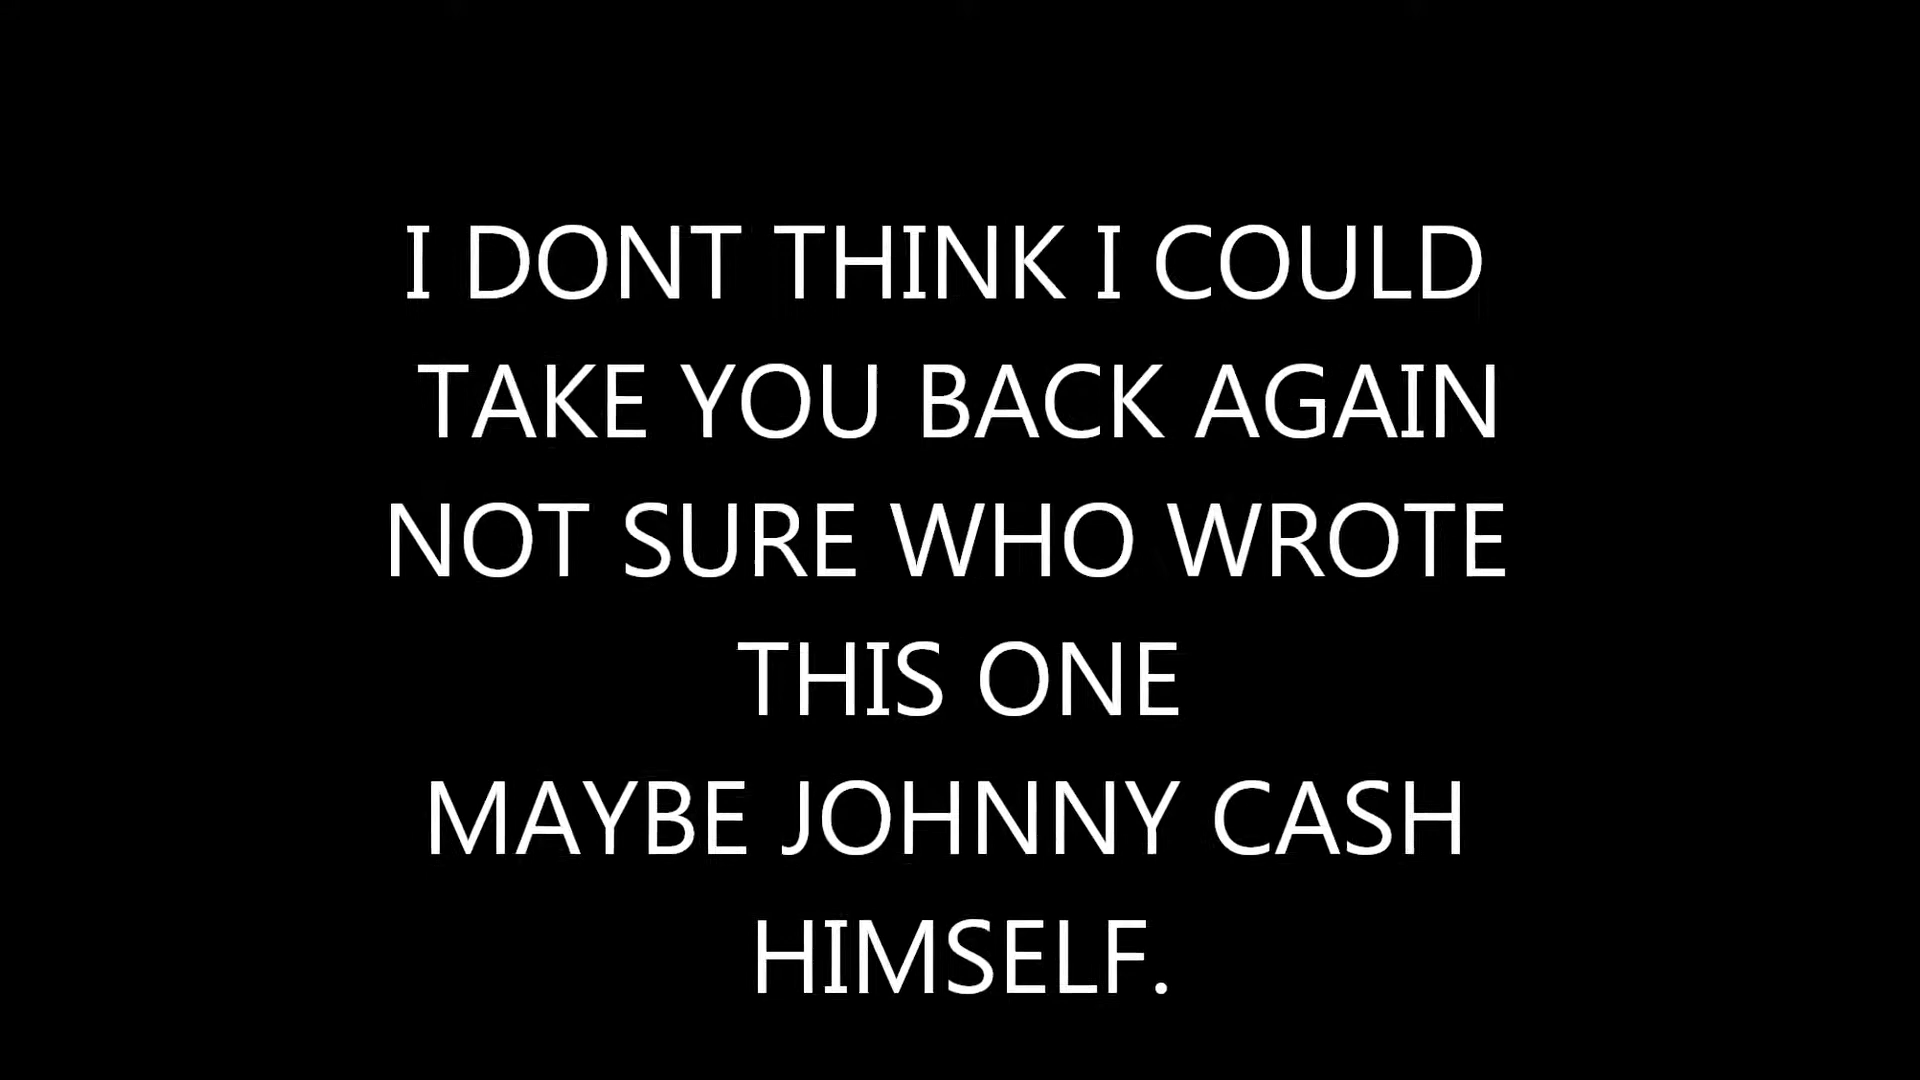 I DONT THINK I COULD
TAKE YOU BACK AGAIN
NOT SURE WHO WROTE
THIS ONE
MAYBE JOHNNY CASH
HIMSELF.